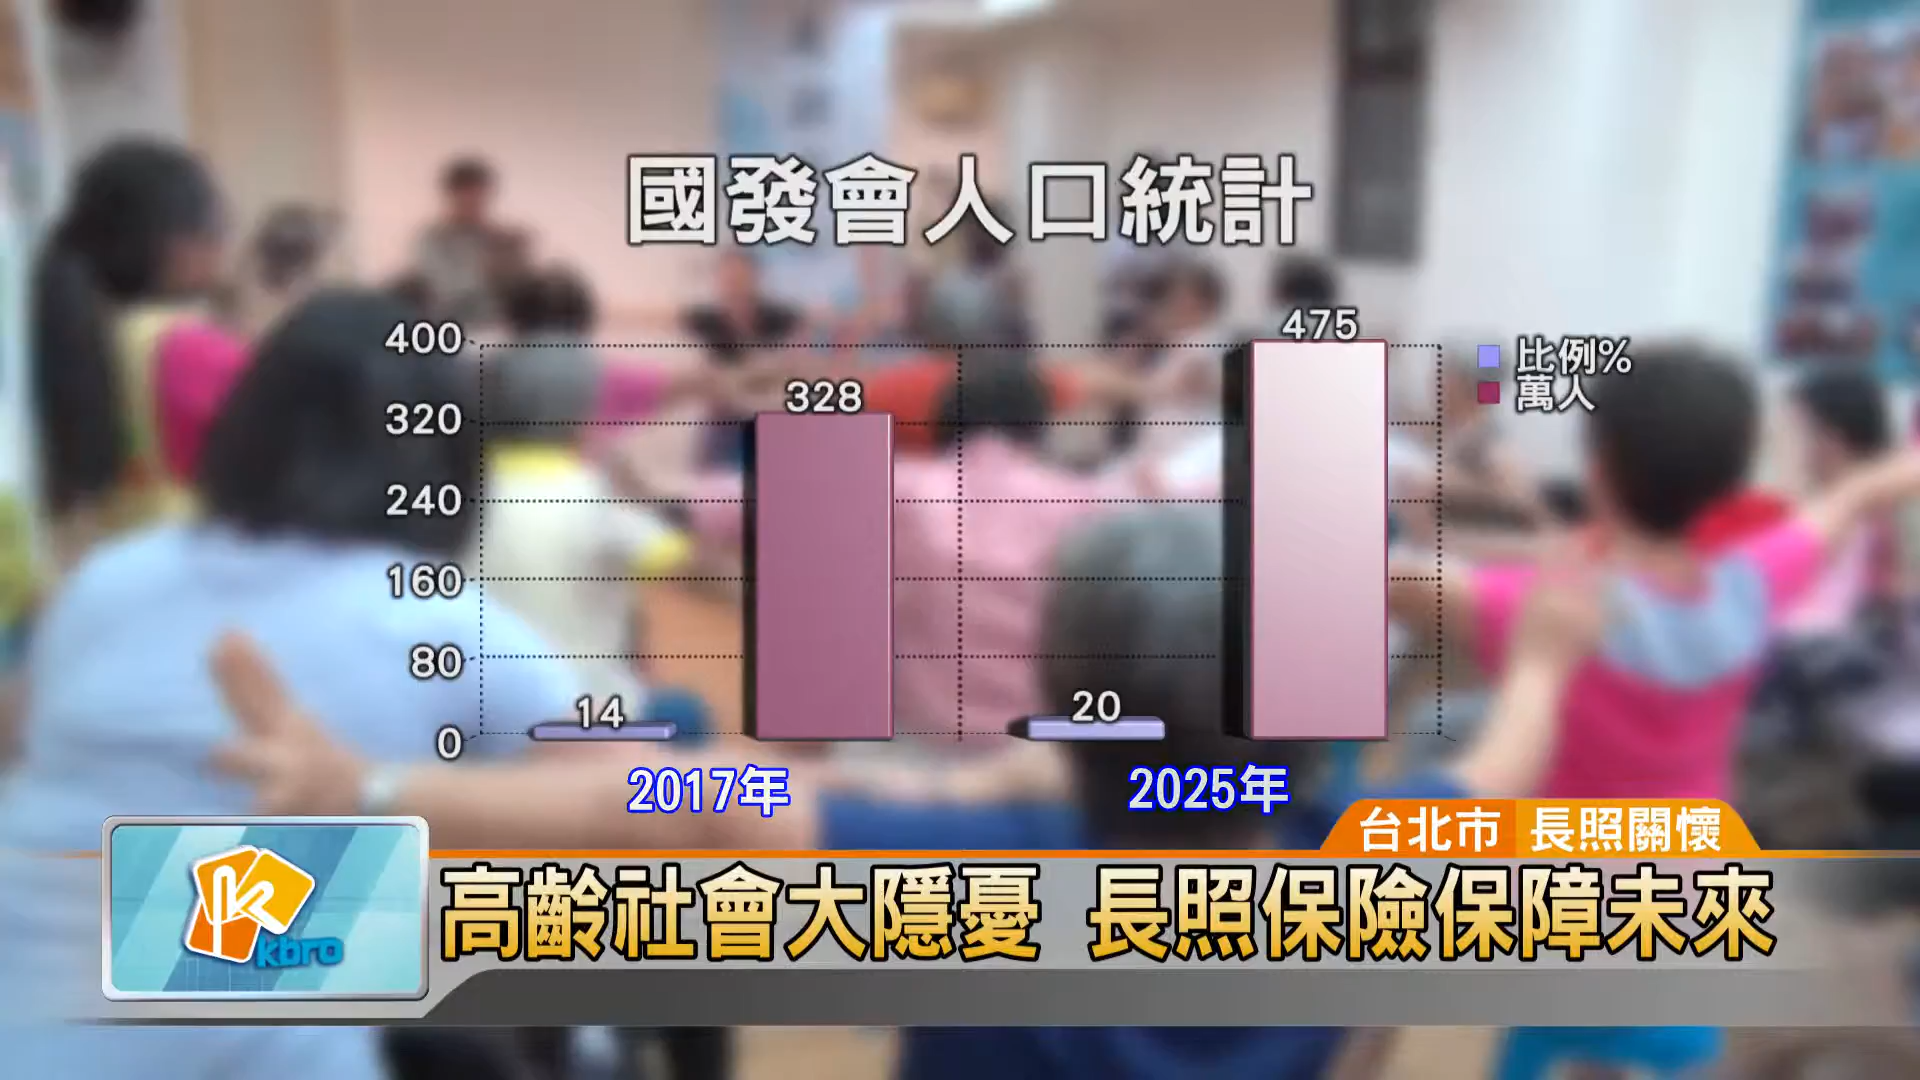 國發會人口統計
400
320
240
160
80
0
14
328
20
475
比例%
萬人
2017年
2025年
台北市 長照關懷
kbro
高齡社會大隱憂 長照保險保障未來